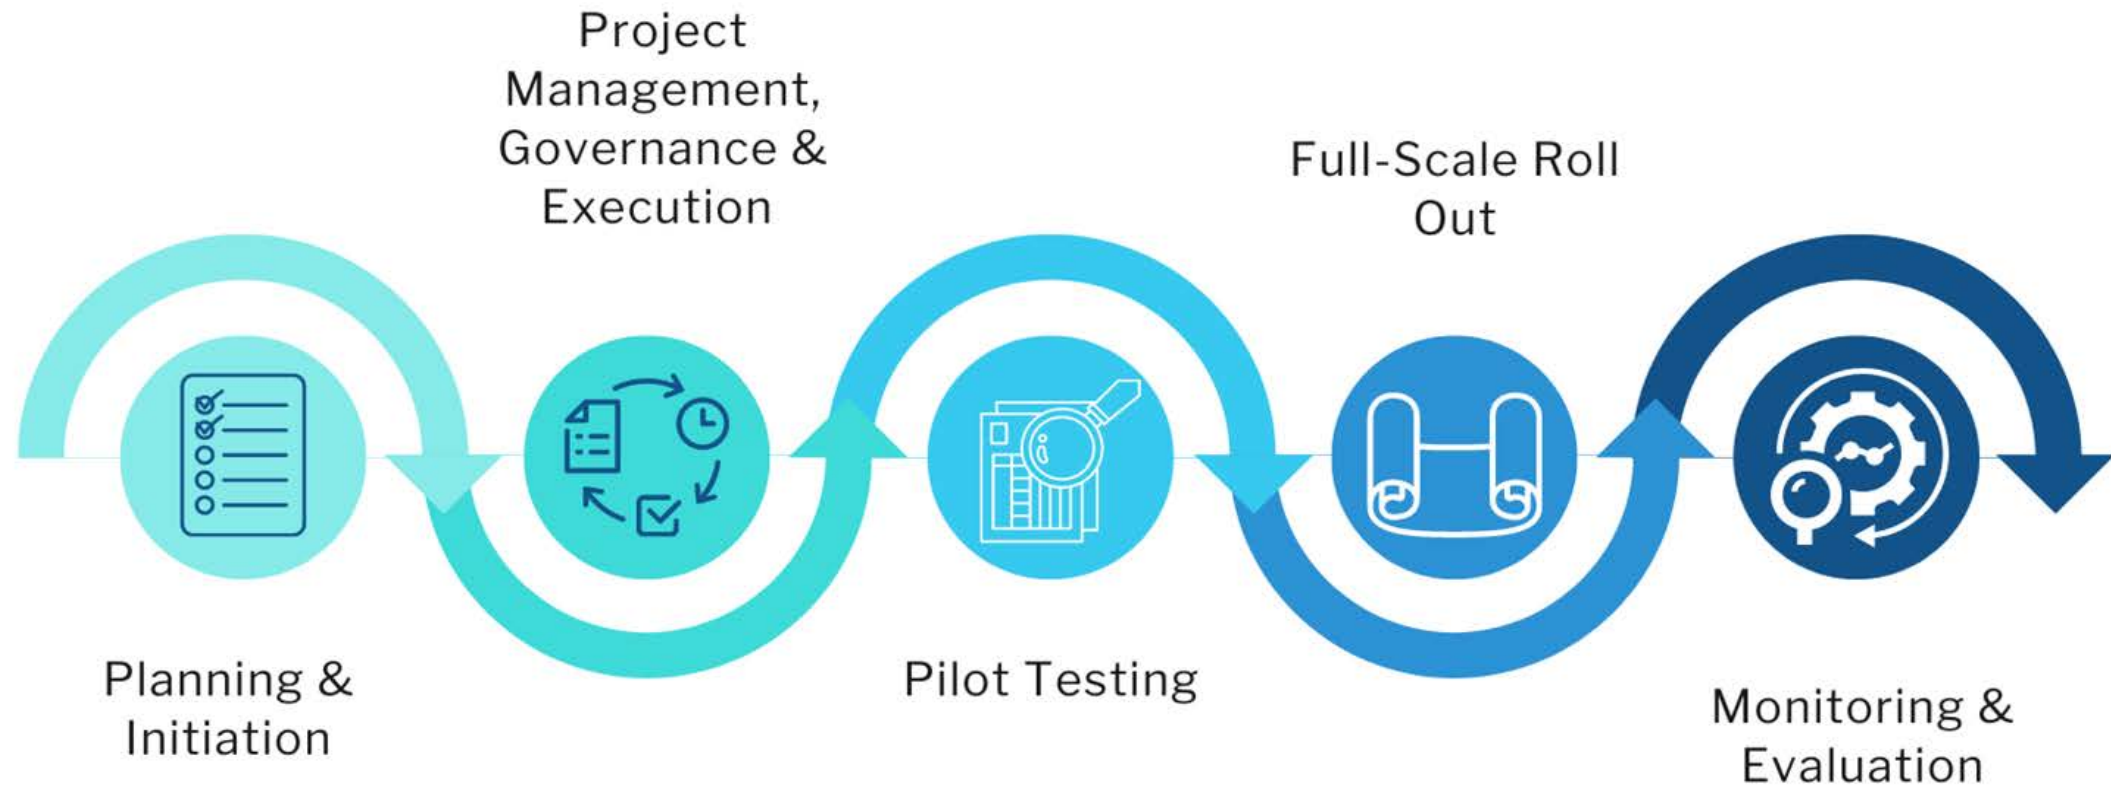 Planning &
Initiation
Project
Management,
Governance &
Execution
Pilot Testing
Full-Scale Roll
Out
Monitoring &
Evaluation